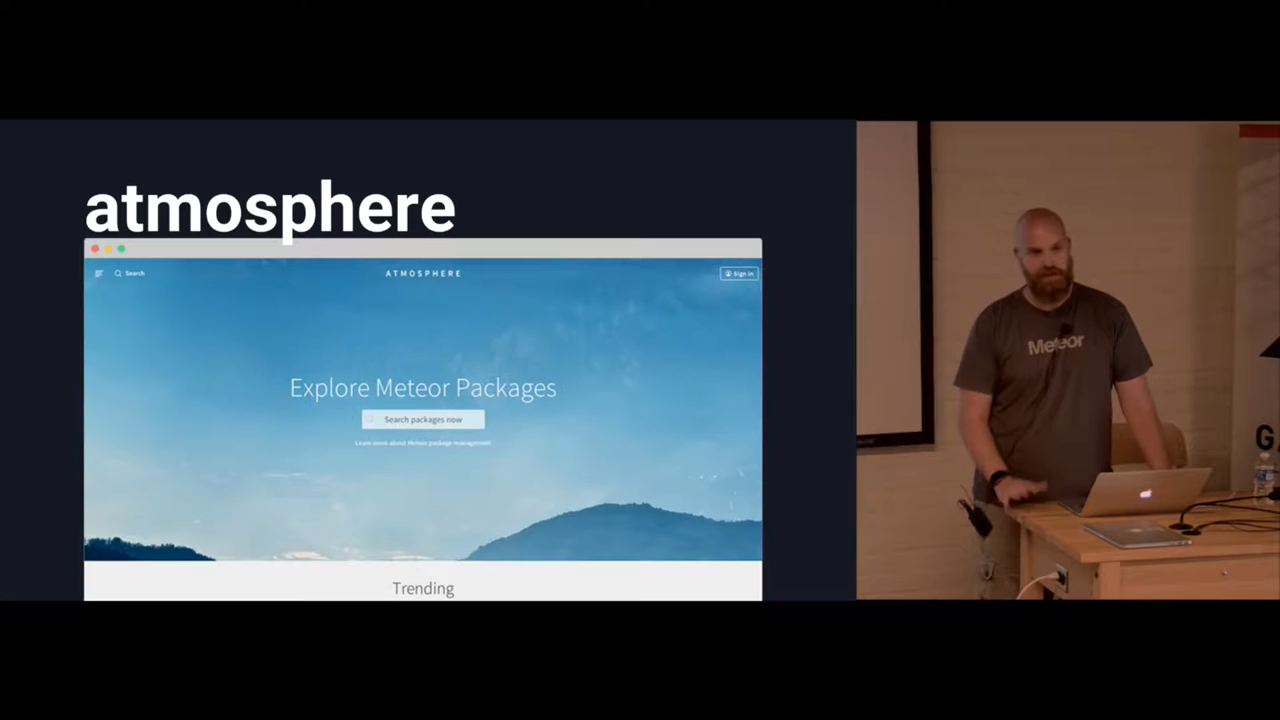 atmosphere
Search
ATMOSPHERE
Sign in
Explore Meteor Packages
Search packages now
Learn more about Meteor package management
Trending
Meteor
G